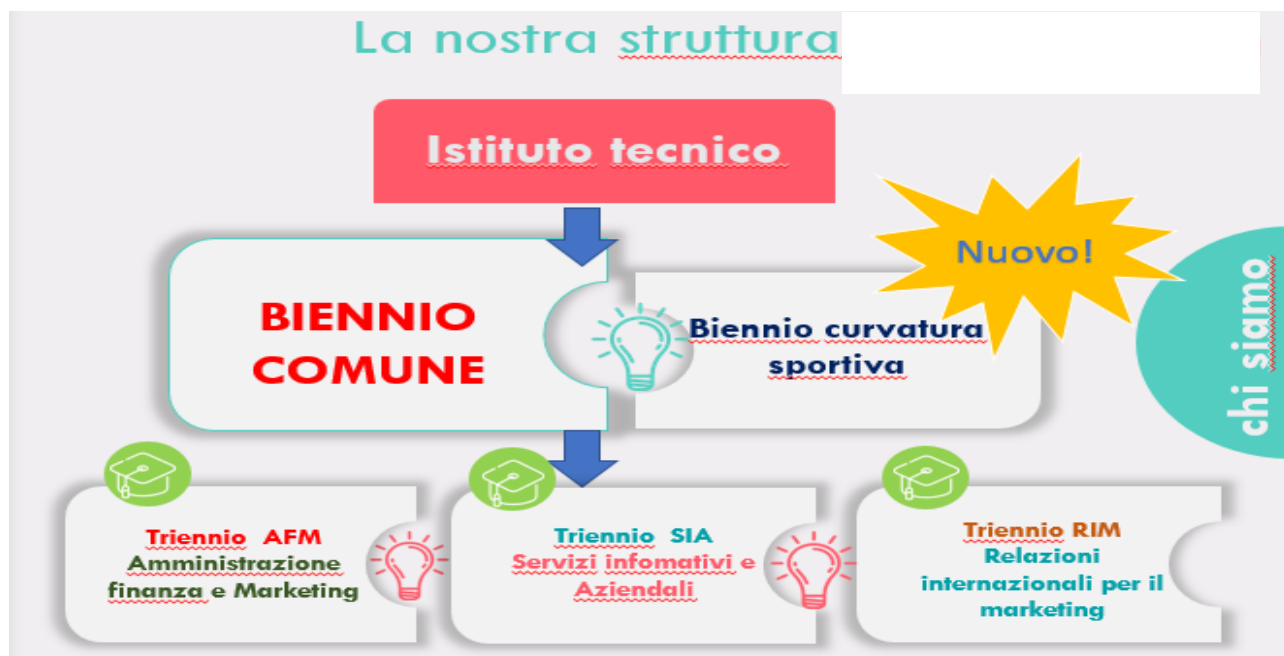 La nostra struttura
Istituto tecnico
Nuovo!
BIENNIO
COMUNE
Biennio curvatura
sportiva
chi siamo
Triennio AFM
Amministrazione
finanza e Marketing
Triennio SIA
Servizi infomativi e
Aziendali
Triennio RIM
Relazioni
internazionali per il
marketing